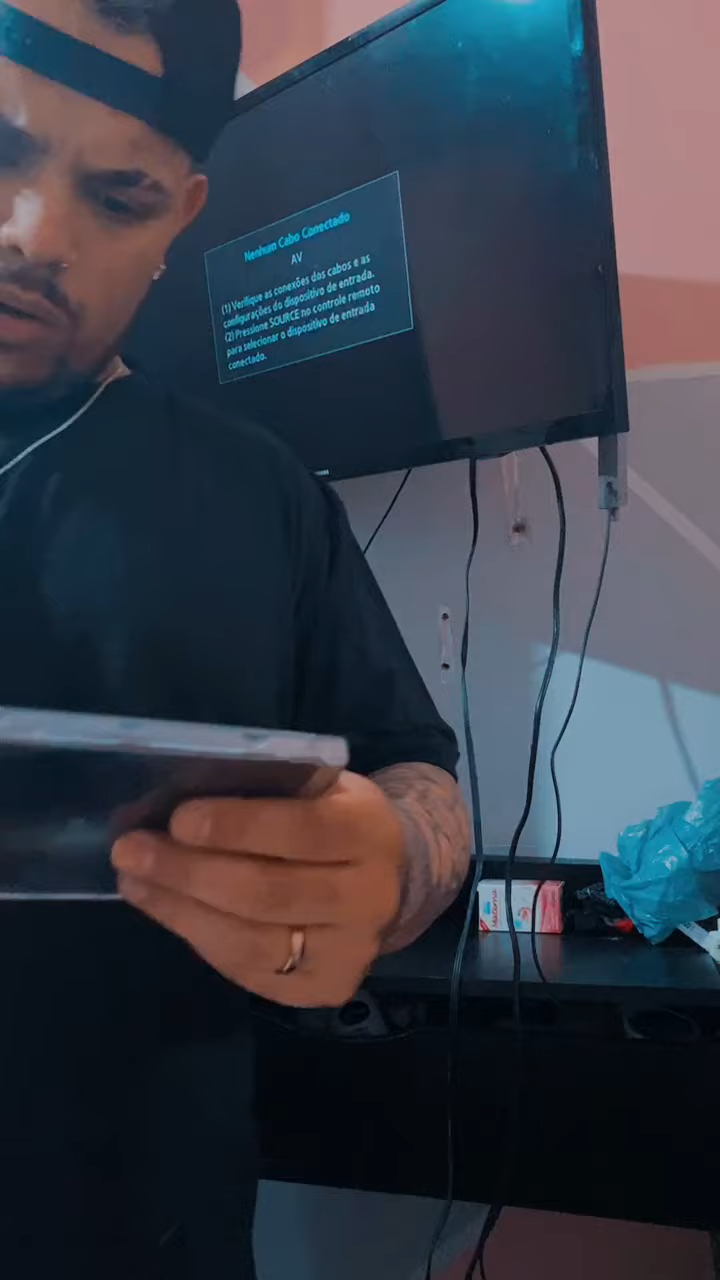 Nenhum Cabo Conectado
AV
(1) Verifique as conexões dos cabos e as
configurações do dispositivo de entrada.
(2) Pressione SOURCE no controle remoto
para selecionar o dispositivo de entrada
conectado.